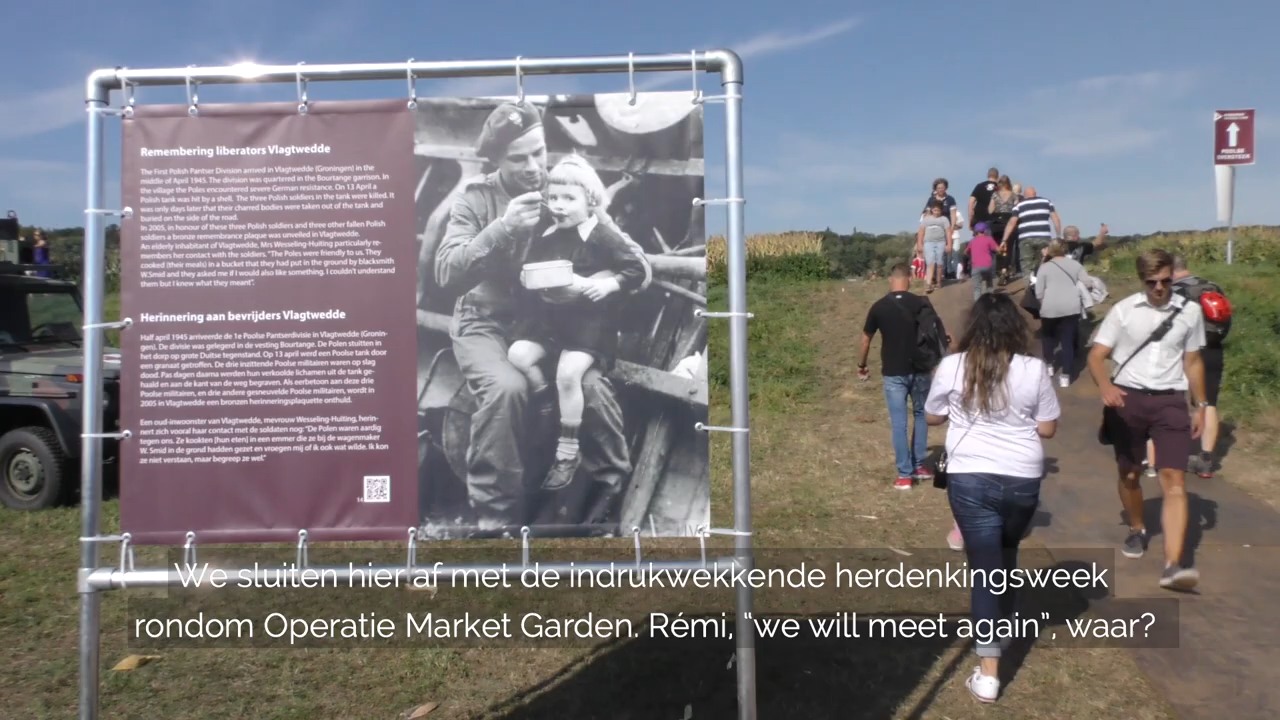 Remembering liberators Vlagtwedde
The First Polish Pantser Division arrived in Vlagtwedde (Groningen) in the
middle of April 1945. The division was quartered in the Bourtange garrison. In
the village the Poles encountered severe German resistance. On 13 April a
Polish tank was hit by a shell. The three Polish soldiers in the tank were killed. It
was only days later that their charred bodies were taken out of the tank and
buried on the side of the road.
In 2005, in honour of these three Polish soldiers and three other fallen Polish
soldiers a bronze remembrance plaque was unveiled in Vlagtwedde.
An elderly inhabitant of Vlagtwedde, Mrs Wesseling-Huiting particularly re-
members her contact with the soldiers. "The Poles were friendly to us. They
cooked (their meals) in a bucket that they had put in the ground by blacksmith
W.Smid and they asked me if I would also like something. I couldn't understand
them but I knew what they meant".
Herinnering aan bevrijders Vlagtwedde
Half april 1945 arriveerde de 1e Poolse Pantserdivisie in Vlagtwedde (Gronin-
gen). De divisie was gelegerd in de vesting Bourtange. De Polen stuitten in
het dorp op grote Duitse tegenstand. Op 13 april werd een Poolse tank door
een granaat getroffen. De drie inzittende Poolse militairen waren op slag
dood. Pas dagen daarna werden hun verkoolde lichamen uit de tank ge-
haald en aan de kant van de weg begraven. Als eerbetoon aan deze drie
Poolse militairen, en drie andere gesneuvelde Poolse militairen, wordt in
2005 in Vlagtwedde een bronzen herinneringsplaquette onthuld.
Een oud-inwoonster van Vlagtwedde, mevrouw Wesseling-Huiting, herin-
nert zich vooral haar contact met de soldaten nog: "De Polen waren aardig
tegen ons. Ze kookten (hun eten) in een emmer die ze bij de wagenmaker
W. Smid in de grond hadden gezet en vroegen mij of ik ook wat wilde. Ik kon
ze niet verstaan, maar begreep ze wel."
14
POOLSE
OVERSTEEK
We sluiten hier af met de indrukwekkende herdenkingsweek
rondom Operatie Market Garden. Rémi, “we will meet again”, waar?